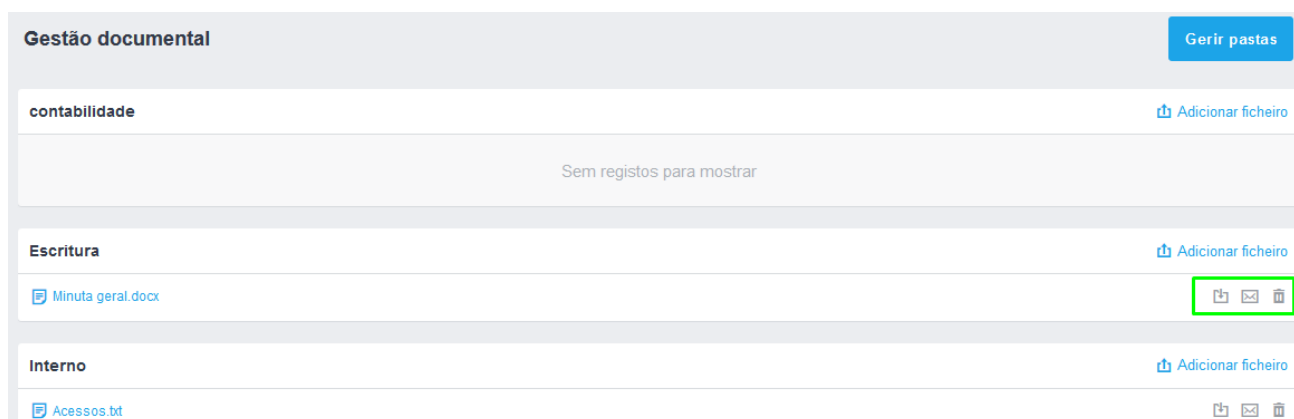 Gestão documental
Gerir pastas
contabilidade
Adicionar ficheiro
Sem registos para mostrar
Escritura
Adicionar ficheiro
Minuta geral.docx
Interno
Adicionar ficheiro
Acessos.txt